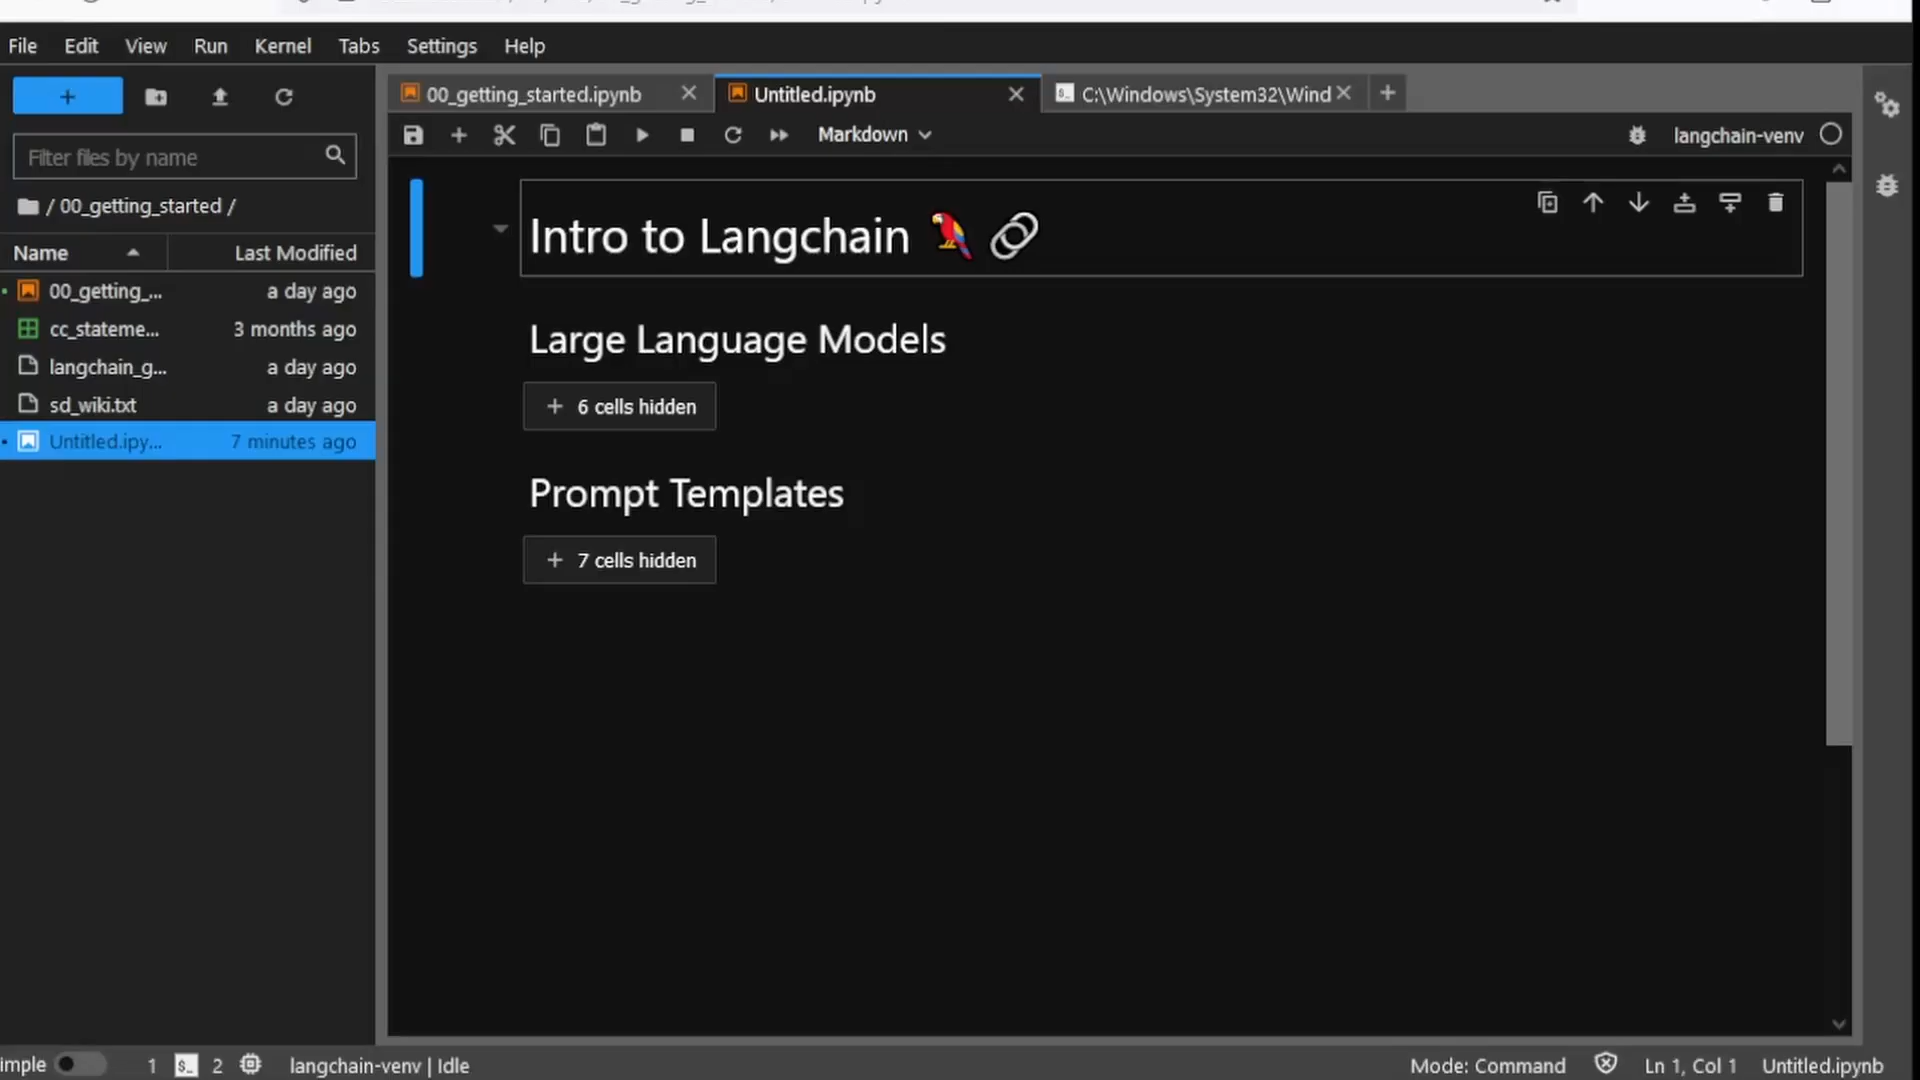 File Edit View Run Kernel Tabs Settings Help
00_getting_started.ipynb Untitled.ipynb C:\Windows\System32\Wind
Markdown langchain-venv
Filter files by name
/ 00_getting_started /
Name Last Modified
00_getting_... a day ago
cc_stateme... 3 months ago
langchain_g... a day ago
sd_wiki.txt a day ago
Untitled.ipy... 7 minutes ago
Intro to Langchain 🦜 🔗
Large Language Models
+ 6 cells hidden
Prompt Templates
+ 7 cells hidden
imple 1 $_ 2 langchain-venv | Idle Mode: Command Ln 1, Col 1 Untitled.ipynb